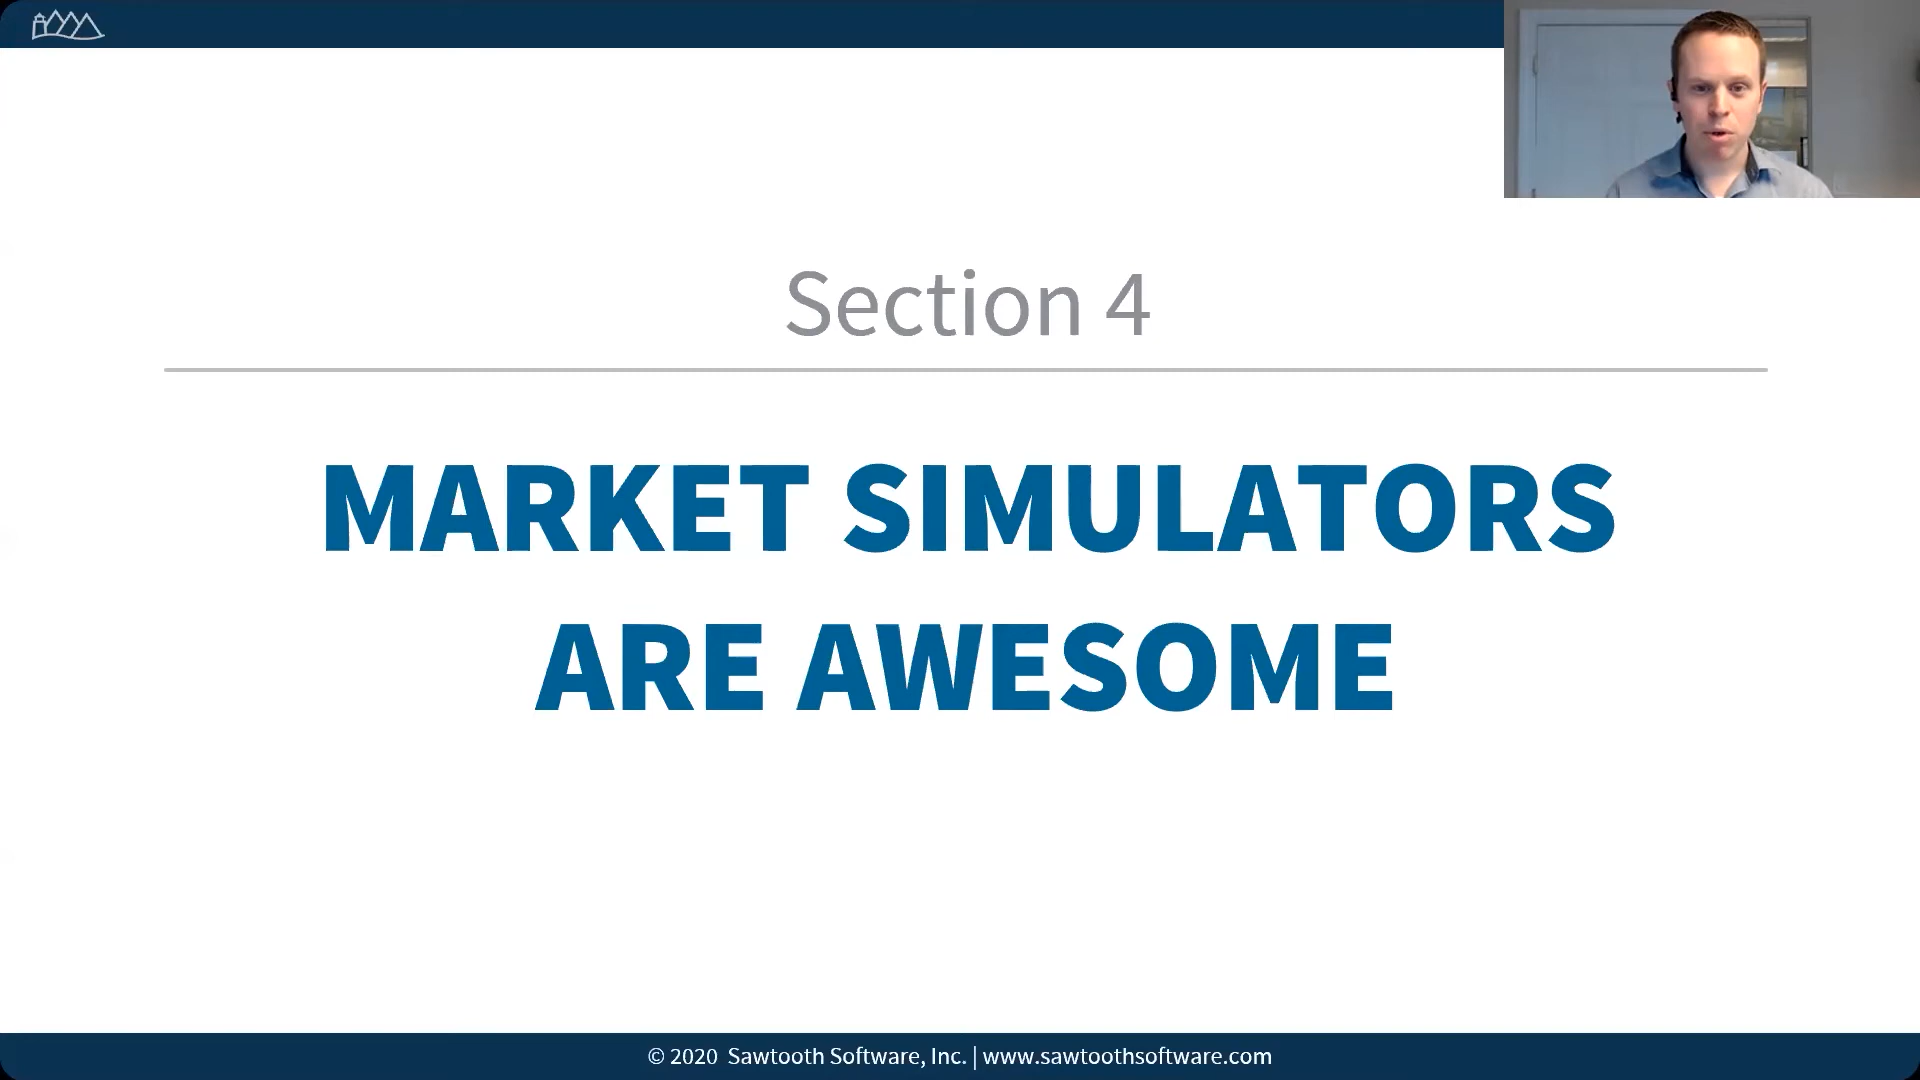 Section 4
MARKET SIMULATORS
ARE AWESOME
© 2020 Sawtooth Software, Inc. | www.sawtoothsoftware.com